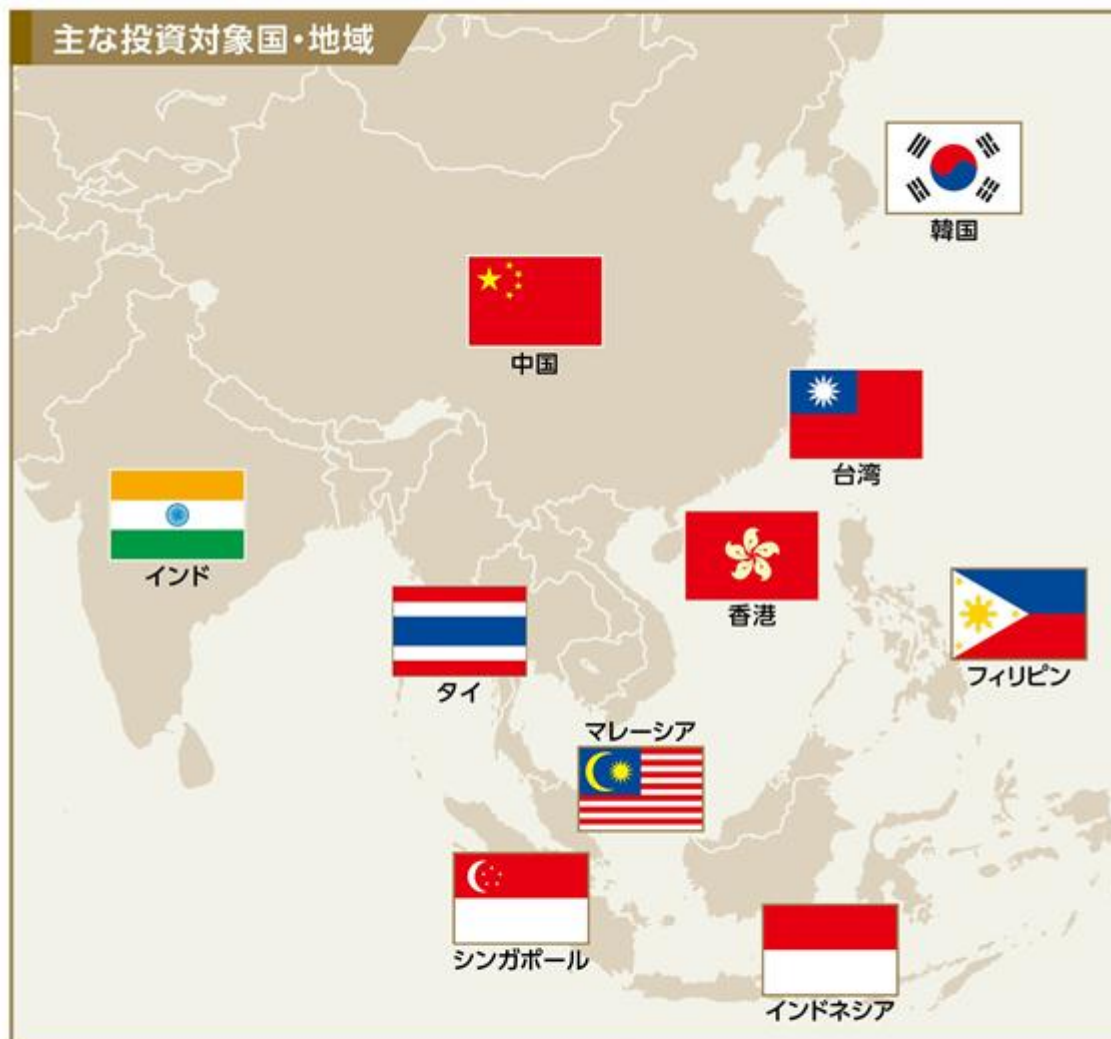 主な投資対象国・地域
韓国
中国
台湾
インド
香港
フィリピン
タイ
マレーシア
シンガポール
インドネシア